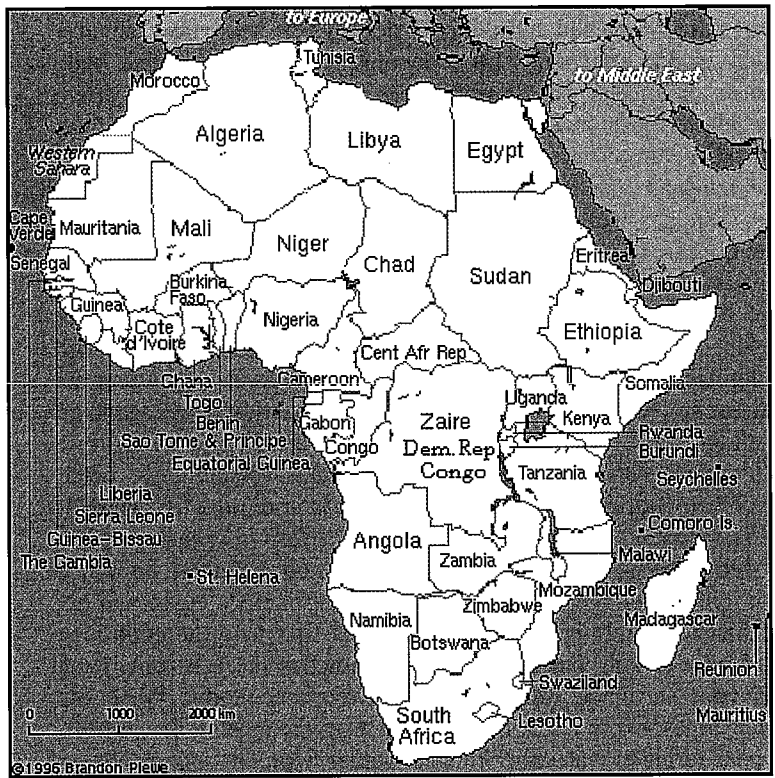 to Europe
Tunisia
Morocco
to Middle East
Algeria
Libya
Egypt
Western
Sahara
Cape
Verde
Mauritania
Mali
Niger
Chad
Sudan
Eritrea
Senegal
Djibouti
Burkina
Faso
Guinea
Nigeria
Cote
d'Ivoire
Ethiopia
Cent Afr Rep
Ghana
Cameroon
Somalia
Togo
Uganda
Benin
Gabon
Zaire
Kenya
Sao Tome & Principe
Congo
Dem. Rep
Congo
Rwanda
Burundi
Equatorial Guinea
Tanzania
Seychelles
Liberia
Sierra Leone
Comoro Is.
Guinea-Bissau
Angola
The Gambia
Zambia
Malawi
St. Helena
Mozambique
Zimbabwe
Namibia
Madagascar
Botswana
Reunion
Swaziland
0 1000 2000 km
South
Africa
Lesotho
Mauritius
©1996 Brandon Plewe